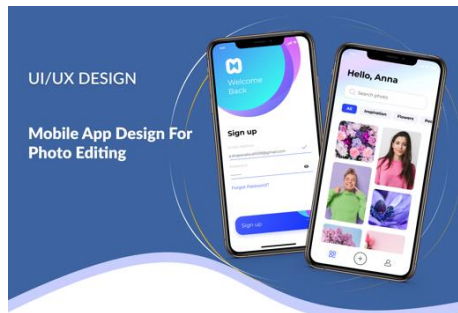 UI/UX DESIGN
Mobile App Design For
Photo Editing
Welcome
Back
Sign up
Forgot Password?
Sign up
Hello, Anna
Search photo
All Inspiration Flowers